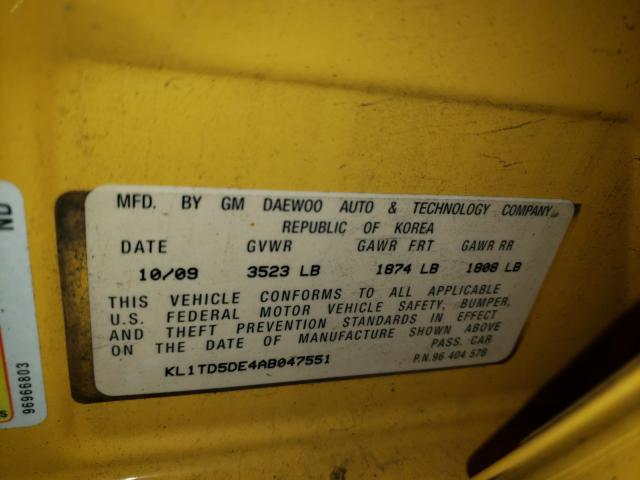 MFD. BY GM DAEWOO AUTO & TECHNOLOGY COMPANY
REPUBLIC OF KOREA
DATE GVWR GAWR FRT GAWR RR
10/09 3523 LB 1874 LB 1808 LB
THIS VEHICLE CONFORMS TO ALL APPLICABLE
U.S. FEDERAL MOTOR VEHICLE SAFETY, BUMPER,
AND THEFT PREVENTION STANDARDS IN EFFECT
ON THE DATE OF MANUFACTURE SHOWN ABOVE
PASS. CAR
KL1TD5DE4AB047551 P.N.96 404 578
ND
96966803
S